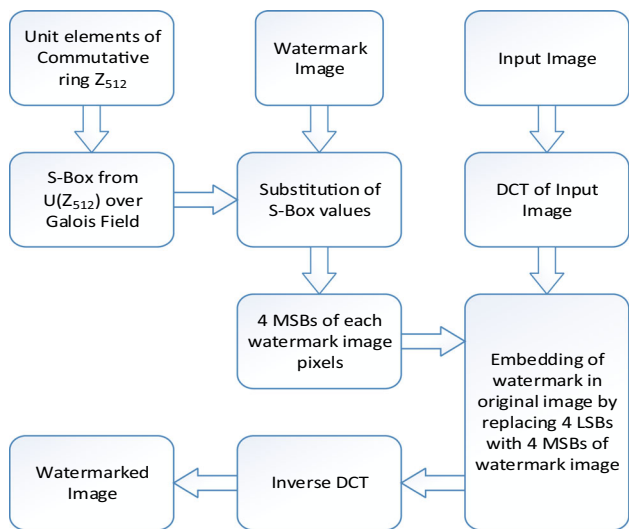 Unit elements of
Commutative
ring Z₅₁₂
Watermark
Image
Input Image
S-Box from
U(Z₅₁₂) over
Galois Field
Substitution of
S-Box values
DCT of Input
Image
4 MSBs of each
watermark image
pixels
Embedding of
watermark in
original image by
replacing 4 LSBs
with 4 MSBs of
watermark image
Watermarked
Image
Inverse DCT